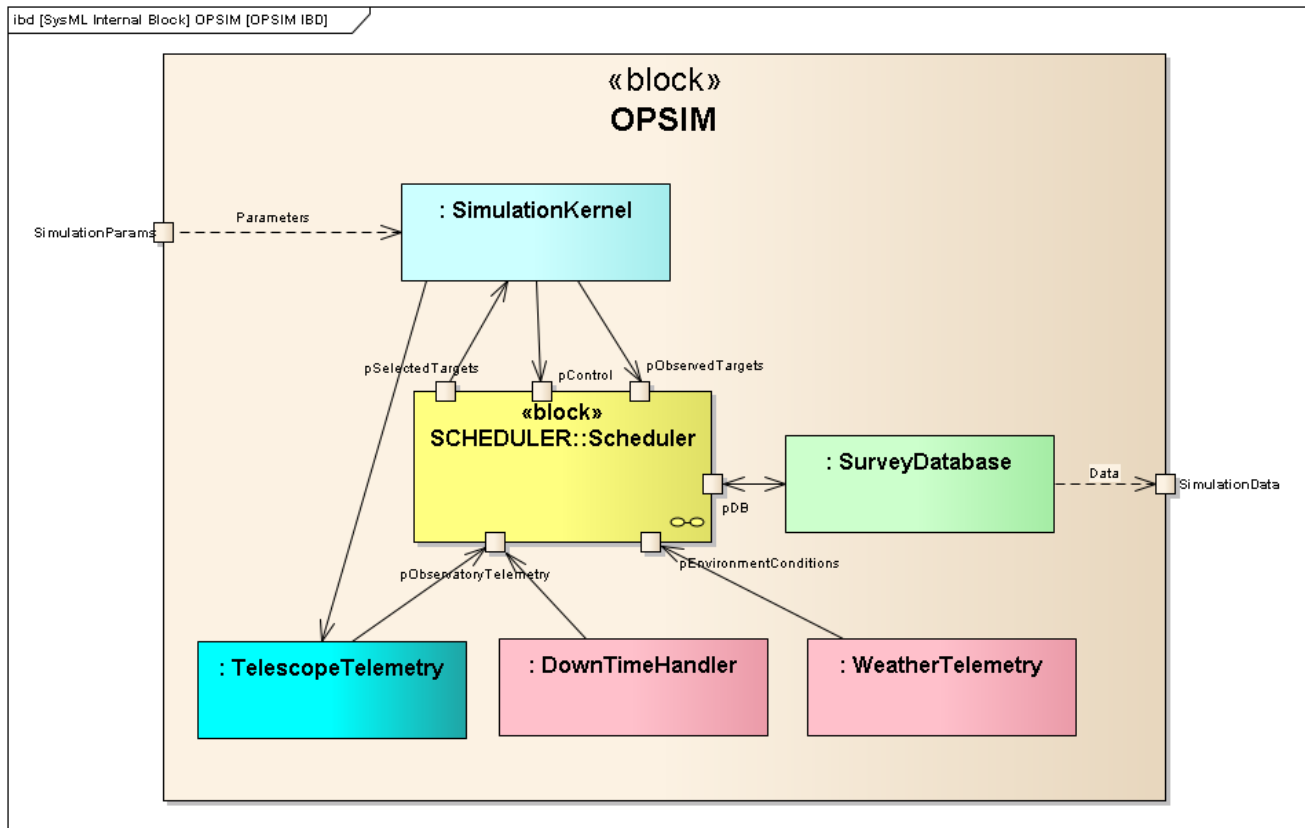 ibd [SysML Internal Block] OPSIM [OPSIM IBD]
«block»
OPSIM
: SimulationKernel
Parameters
SimulationParams
pSelectedTargets
pControl
pObservedTargets
«block»
SCHEDULER::Scheduler
: SurveyDatabase
Data
SimulationData
pDB
pObservatoryTelemetry
pEnvironmentConditions
: TelescopeTelemetry
: DownTimeHandler
: WeatherTelemetry